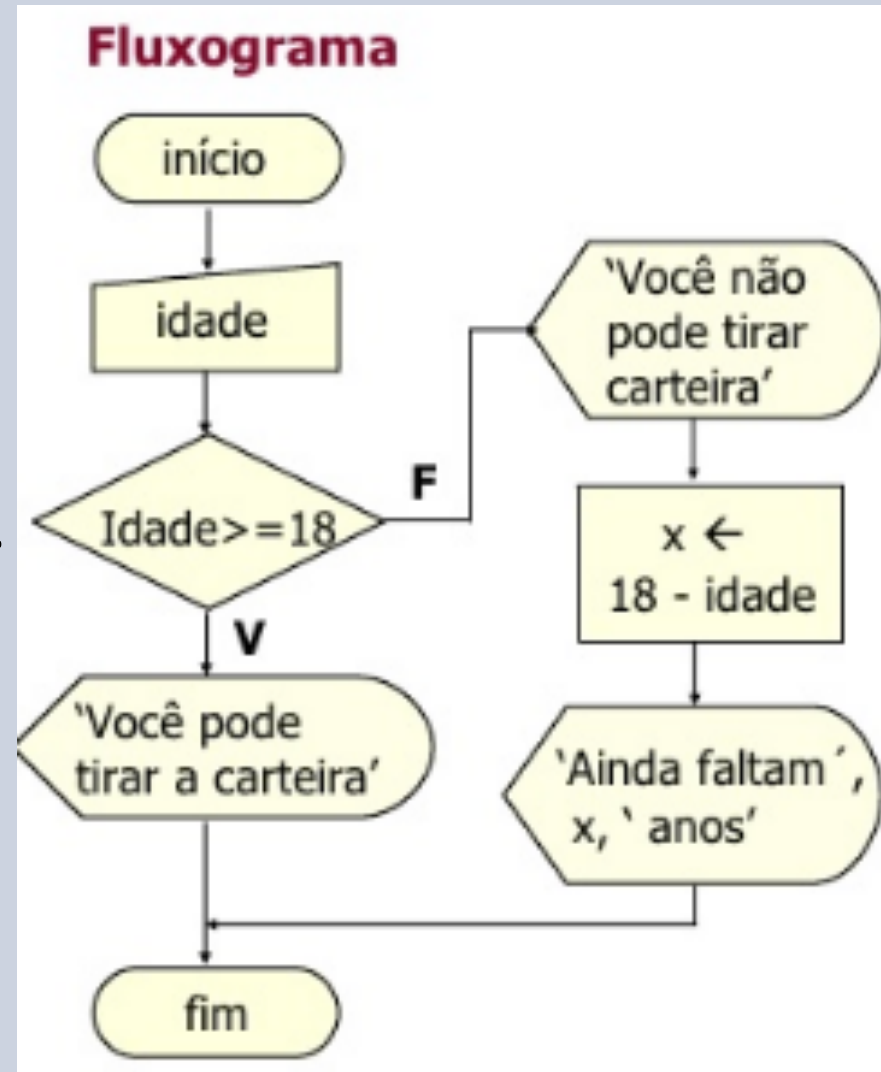 Fluxograma
início
idade
Idade>=18
F
V
‘Você pode
tirar a carteira’
‘Você não
pode tirar
carteira’
x ←
18 - idade
‘Ainda faltam´,
x, ‘ anos’
fim